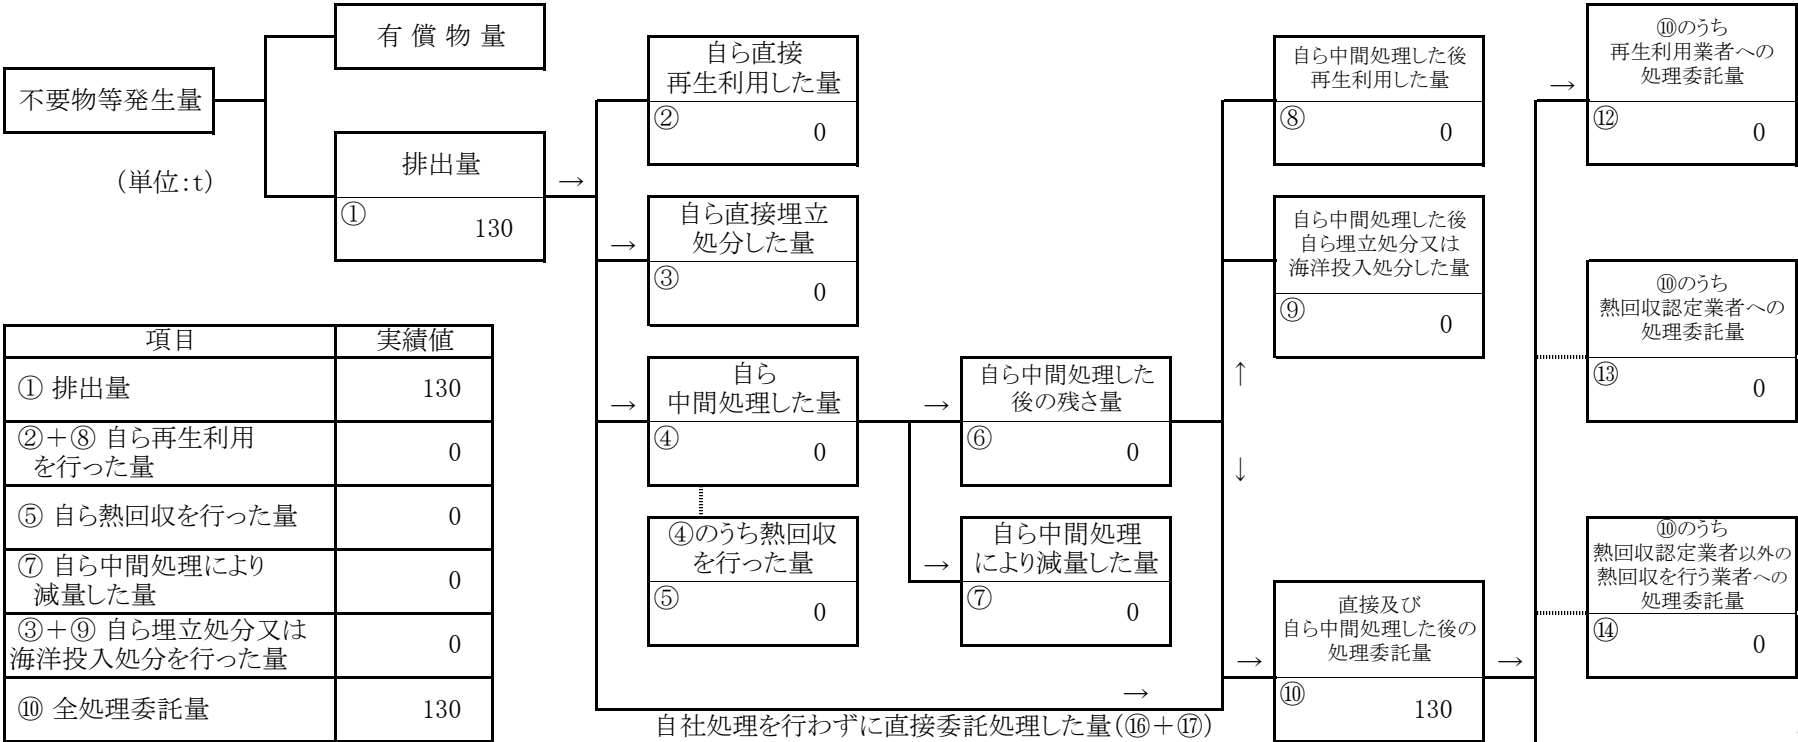 不要物等発生量
(単位:t)
有 償 物 量
排出量
①
130
→
自ら直接
再生利用した量
②
0
→
自ら直接埋立
処分した量
③
0
→
自ら
中間処理した量
④
0
④のうち熱回収
を行った量
⑤
0
→
自ら中間処理した
後の残さ量
⑥
0
→
自ら中間処理
により減量した量
⑦
0
↑
↓
自ら中間処理した後
再生利用した量
⑧
0
自ら中間処理した後
自ら埋立処分又は
海洋投入処分した量
⑨
0
→
直接及び
自ら中間処理した後の
処理委託量
⑩
130
→
→
自社処理を行わずに直接委託処理した量(⑯+⑰)
→
⑩のうち
再生利用業者への
処理委託量
⑫
0
⑩のうち
熱回収認定業者への
処理委託量
⑬
0
⑩のうち
熱回収認定業者以外の
熱回収を行う業者への
処理委託量
⑭
0
項目 実績値
① 排出量 130
②+⑧ 自ら再生利用
を行った量 0
⑤ 自ら熱回収を行った量 0
⑦ 自ら中間処理により
減量した量 0
③+⑨ 自ら埋立処分又は
海洋投入処分を行った量 0
⑩ 全処理委託量 130